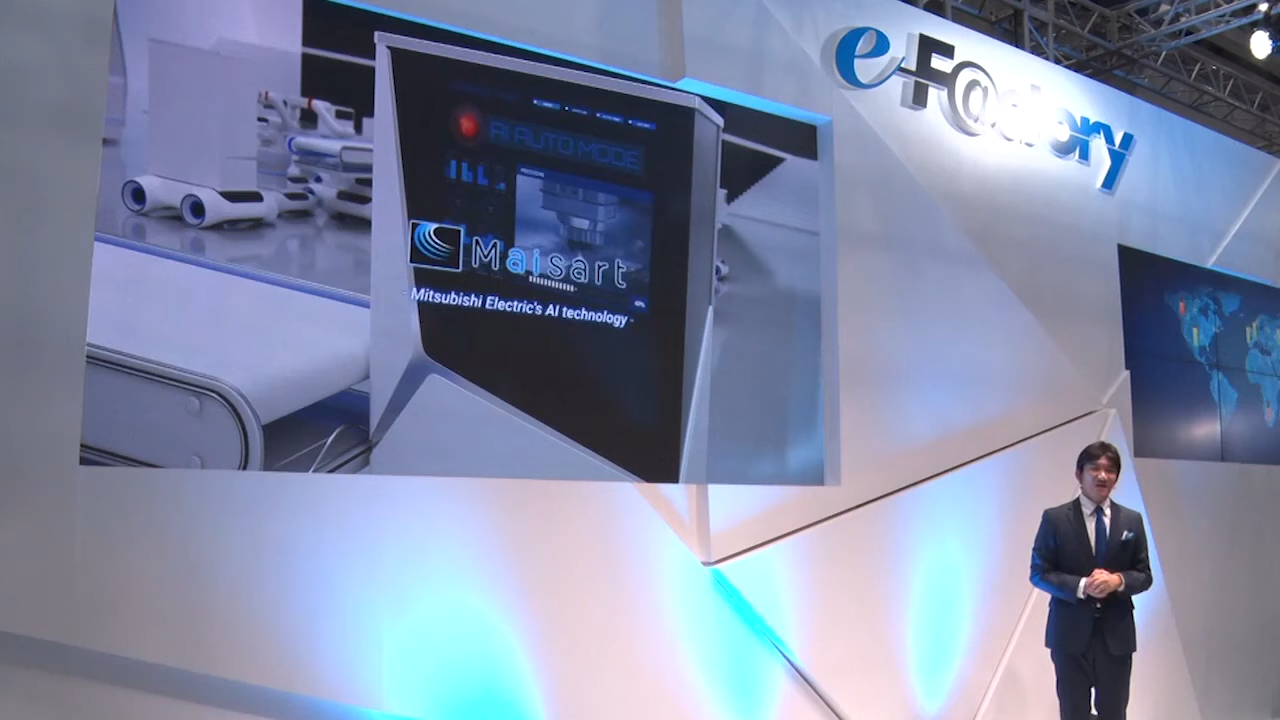 e-F@ctory
AI AUTO MODE
Maisart
- Mitsubishi Electric's AI technology -